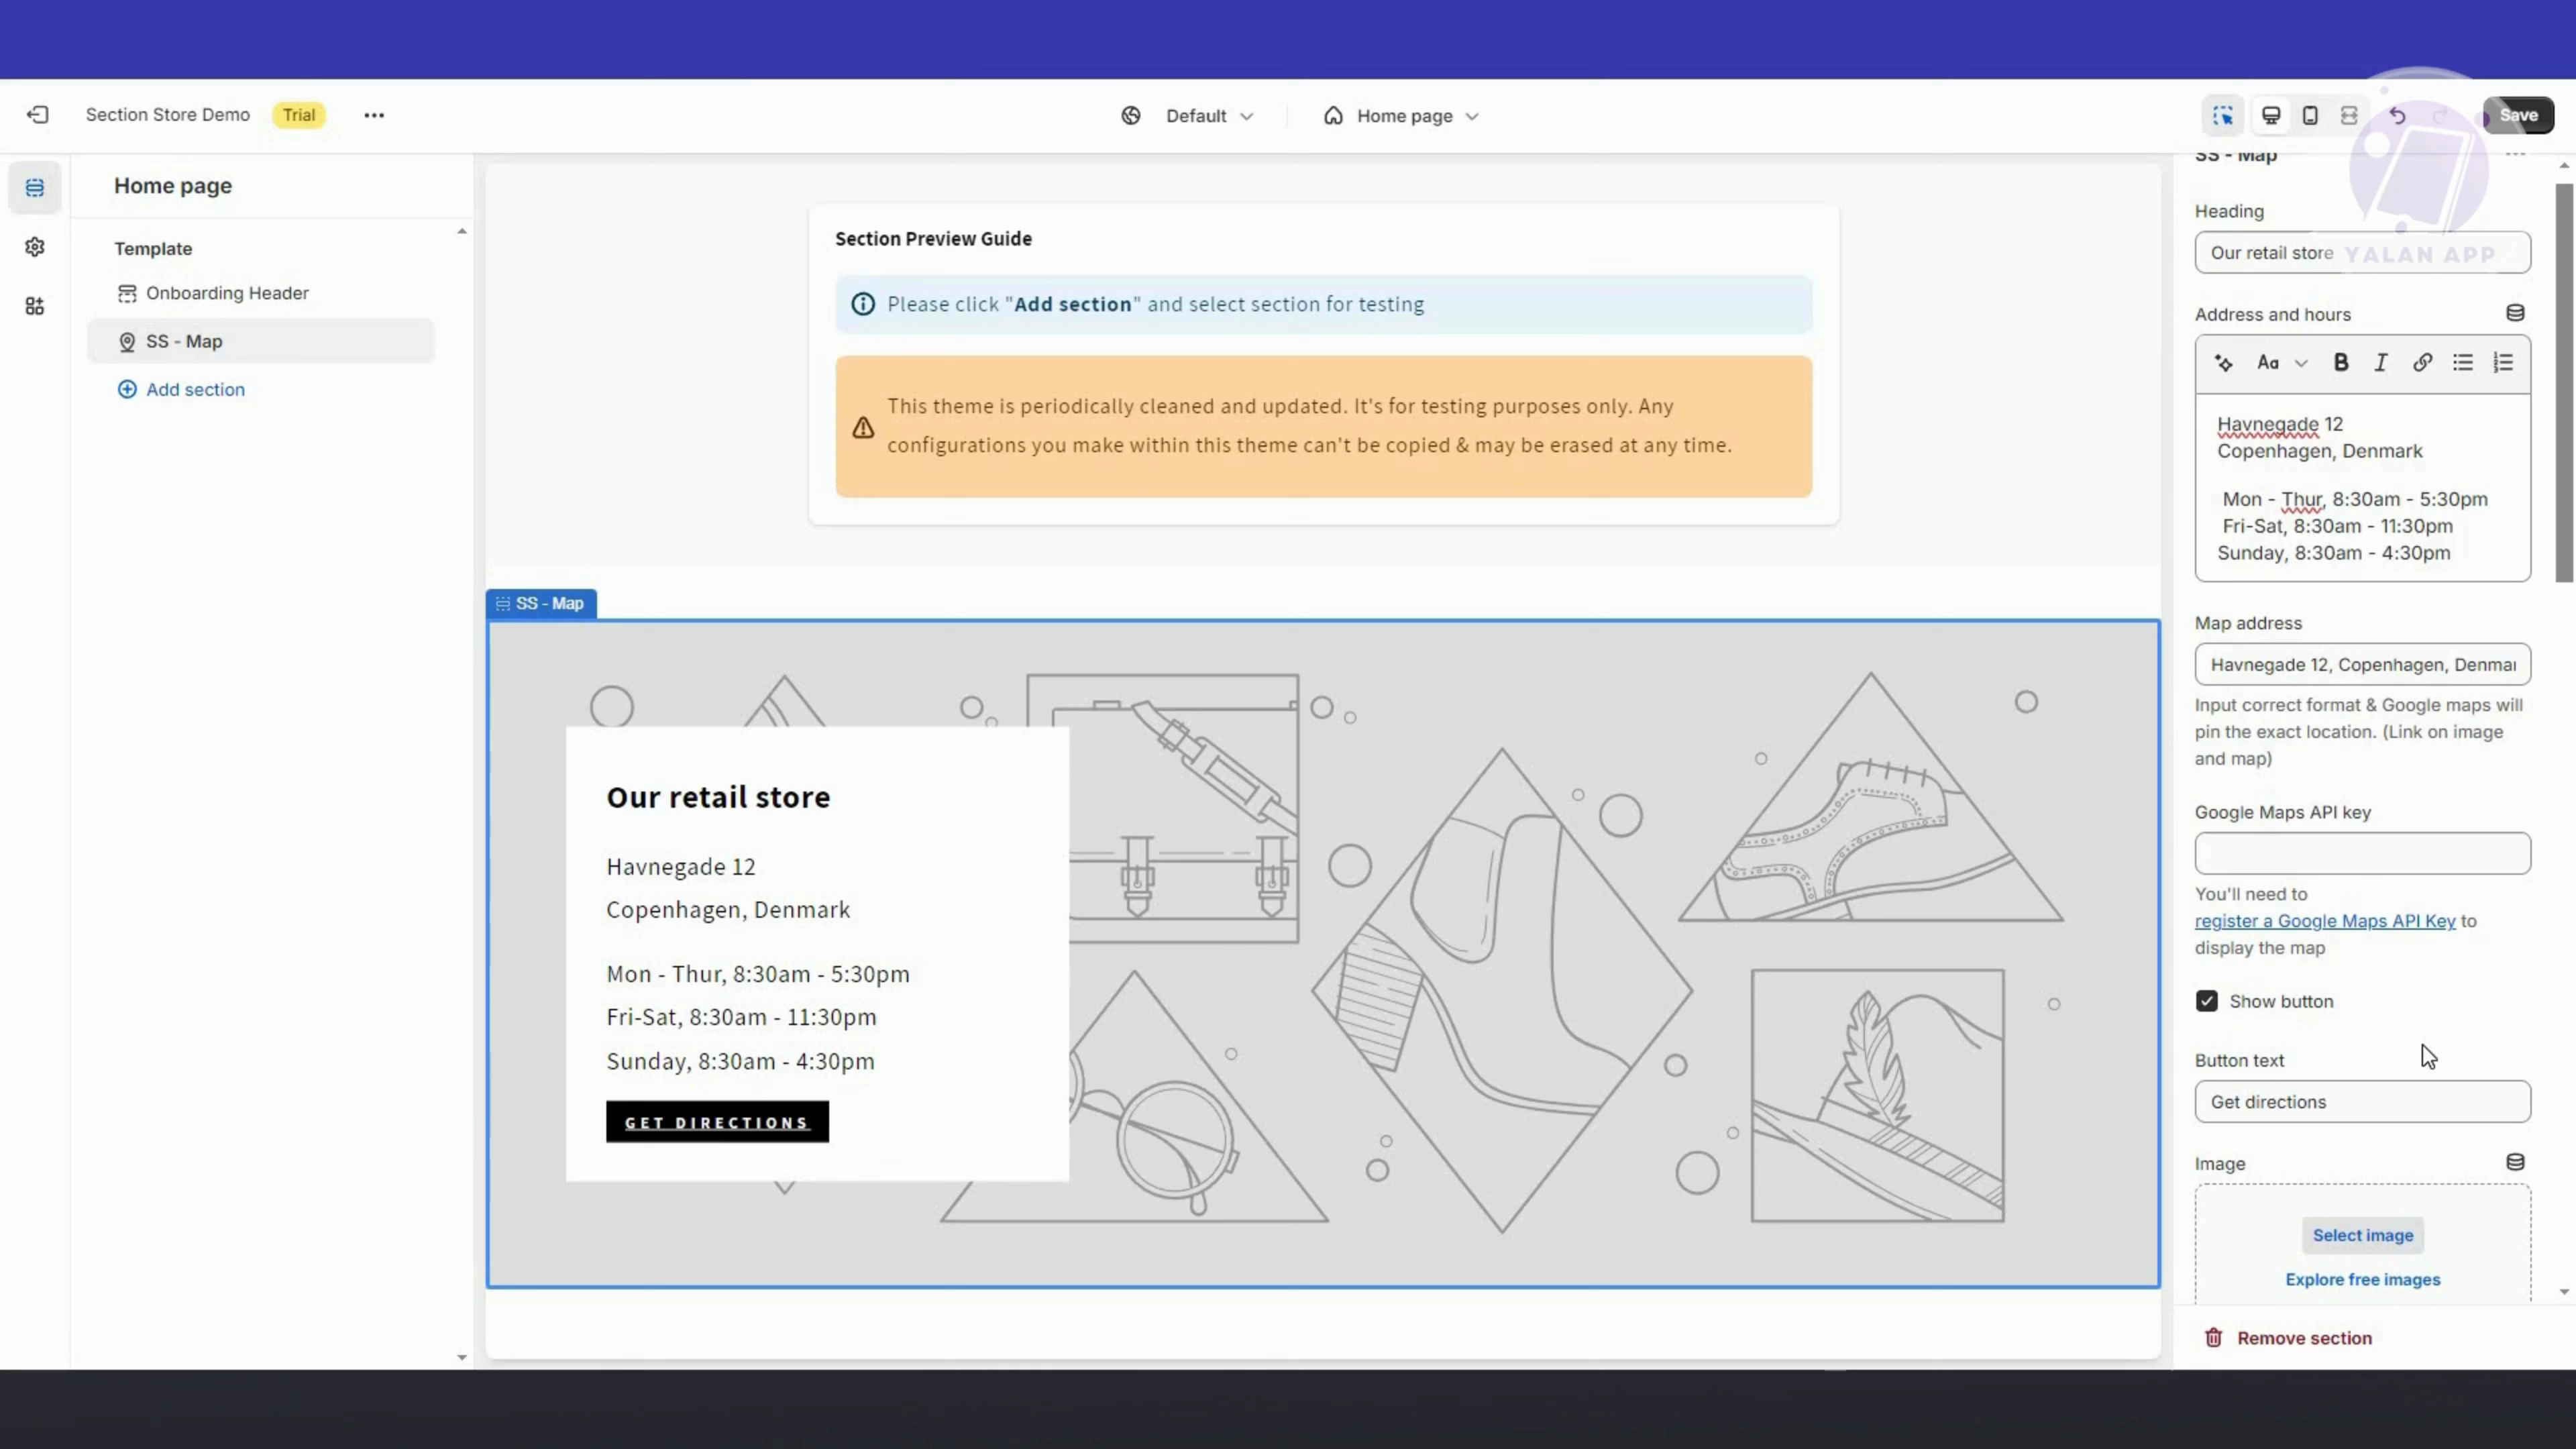 Section Store Demo
Trial
Default
Home page
Save
Home page
Template
Onboarding Header
SS - Map
Add section
Section Preview Guide
Please click "Add section" and select section for testing
This theme is periodically cleaned and updated. It's for testing purposes only. Any
configurations you make within this theme can't be copied & may be erased at any time.
SS - Map
Our retail store
Havnegade 12
Copenhagen, Denmark
Mon - Thur, 8:30am - 5:30pm
Fri-Sat, 8:30am - 11:30pm
Sunday, 8:30am - 4:30pm
GET DIRECTIONS
SS - Map
Heading
Our retail store
YALAN APP
Address and hours
Aa
B I
Havnegade 12
Copenhagen, Denmark
Mon - Thur, 8:30am - 5:30pm
Fri-Sat, 8:30am - 11:30pm
Sunday, 8:30am - 4:30pm
Map address
Havnegade 12, Copenhagen, Denmar
Input correct format & Google maps will
pin the exact location. (Link on image
and map)
Google Maps API key
You'll need to
register a Google Maps API Key to
display the map
Show button
Button text
Get directions
Image
Select image
Explore free images
Remove section